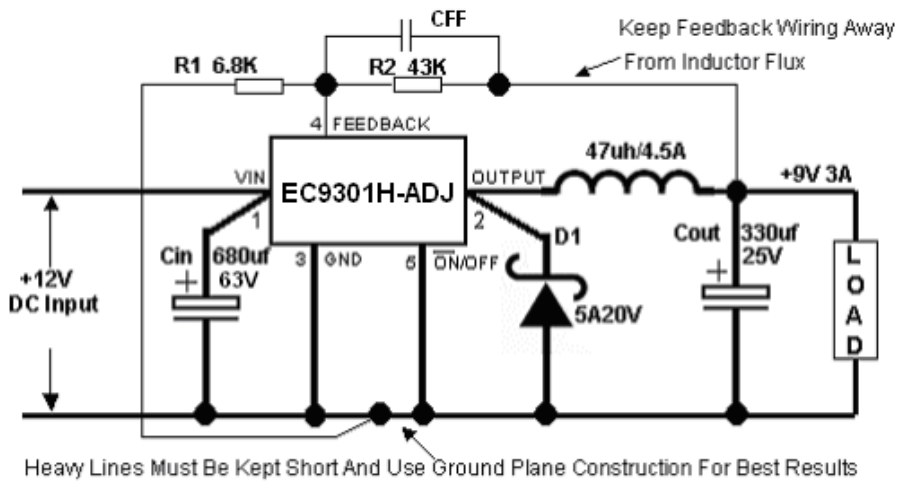 CFF
Keep Feedback Wiring Away
From Inductor Flux
R1 6.8K
R2 43K
4 FEEDBACK
47uh/4.5A
VIN
EC9301H-ADJ
OUTPUT
+9V 3A
1
2
D1
Cin 680uf
63V
+
3 GND
5 ON/OFF
Cout 330uf
25V
+
+12V
DC Input
5A20V
LOAD
Heavy Lines Must Be Kept Short And Use Ground Plane Construction For Best Results